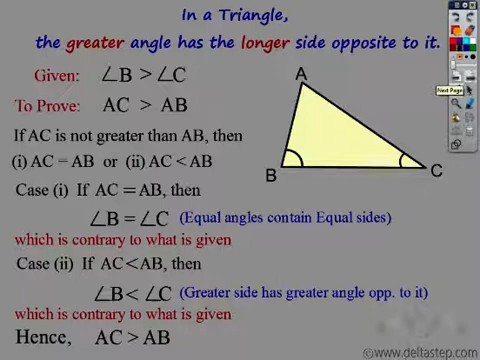 In a Triangle,
the greater angle has the longer side opposite to it.
Given: ∠B > ∠C
To Prove: AC > AB
If AC is not greater than AB, then
(i) AC = AB or (ii) AC < AB
Case (i) If AC = AB, then
∠B = ∠C (Equal angles contain Equal sides)
which is contrary to what is given
Case (ii) If AC < AB, then
∠B < ∠C (Greater side has greater angle opp. to it)
which is contrary to what is given
Hence, AC > AB
A
B
C
Next Page
©www.deltastep.com